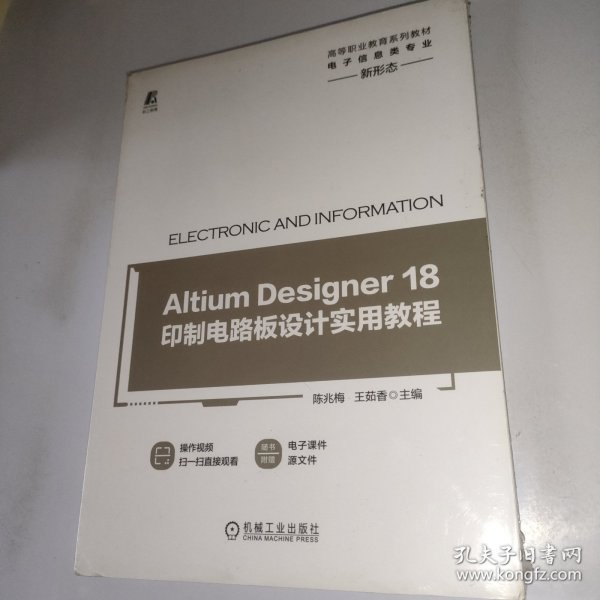 高等职业教育系列教材
电子信息类专业
新形态
ELECTRONIC AND INFORMATION
Altium Designer 18
印制电路板设计实用教程
陈兆梅 王茹香◎主编
操作视频
扫一扫直接观看
随书
附赠
电子课件
源文件
机械工业出版社
CHINA MACHINE PRESS
孔夫子旧书网
www.kongfz.com